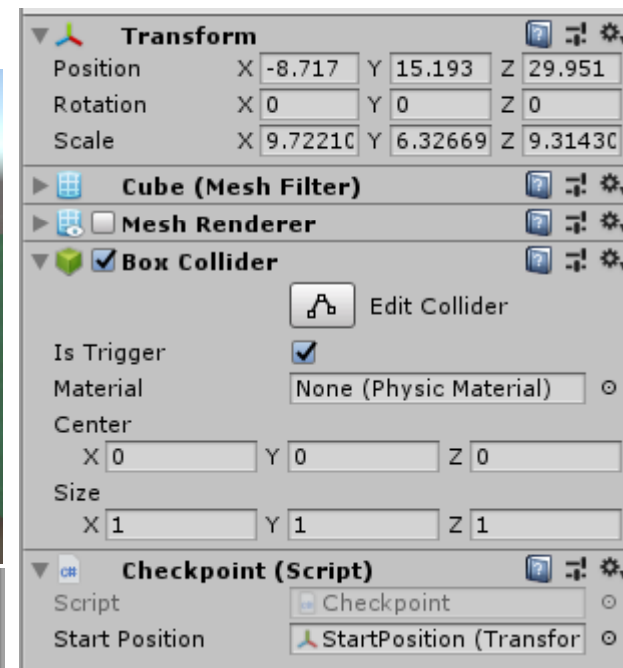 Transform
Position X -8.717 Y 15.193 Z 29.951
Rotation X 0 Y 0 Z 0
Scale X 9.72210 Y 6.32669 Z 9.31430
Cube (Mesh Filter)
Mesh Renderer
Box Collider
Edit Collider
Is Trigger
Material None (Physic Material)
Center
X 0 Y 0 Z 0
Size
X 1 Y 1 Z 1
C# Checkpoint (Script)
Script Checkpoint
Start Position StartPosition (Transfor